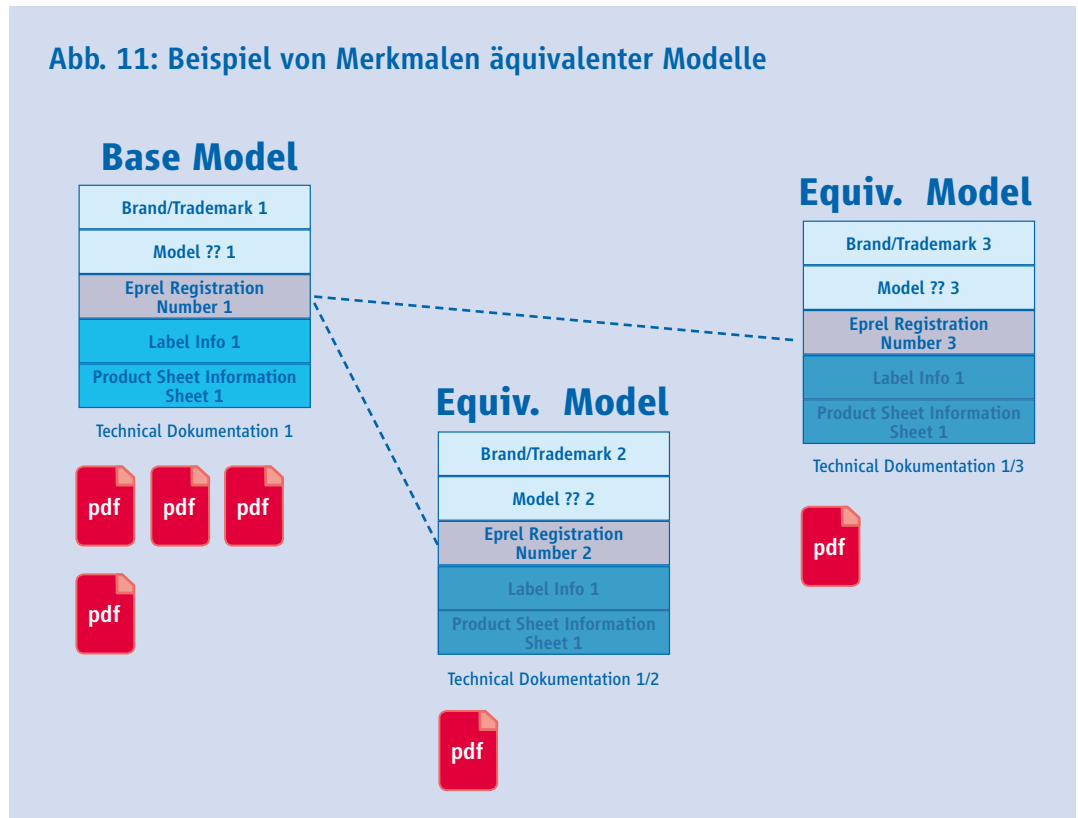 Abb. 11: Beispiel von Merkmalen äquivalenter Modelle
Base Model
Brand/Trademark 1
Model ?? 1
Eprel Registration
Number 1
Label Info 1
Product Sheet Information
Sheet 1
Technical Dokumentation 1
pdf pdf pdf
pdf
Equiv. Model
Brand/Trademark 2
Model ?? 2
Eprel Registration
Number 2
Label Info 1
Product Sheet Information
Sheet 1
Technical Dokumentation 1/2
pdf
Equiv. Model
Brand/Trademark 3
Model ?? 3
Eprel Registration
Number 3
Label Info 1
Product Sheet Information
Sheet 1
Technical Dokumentation 1/3
pdf